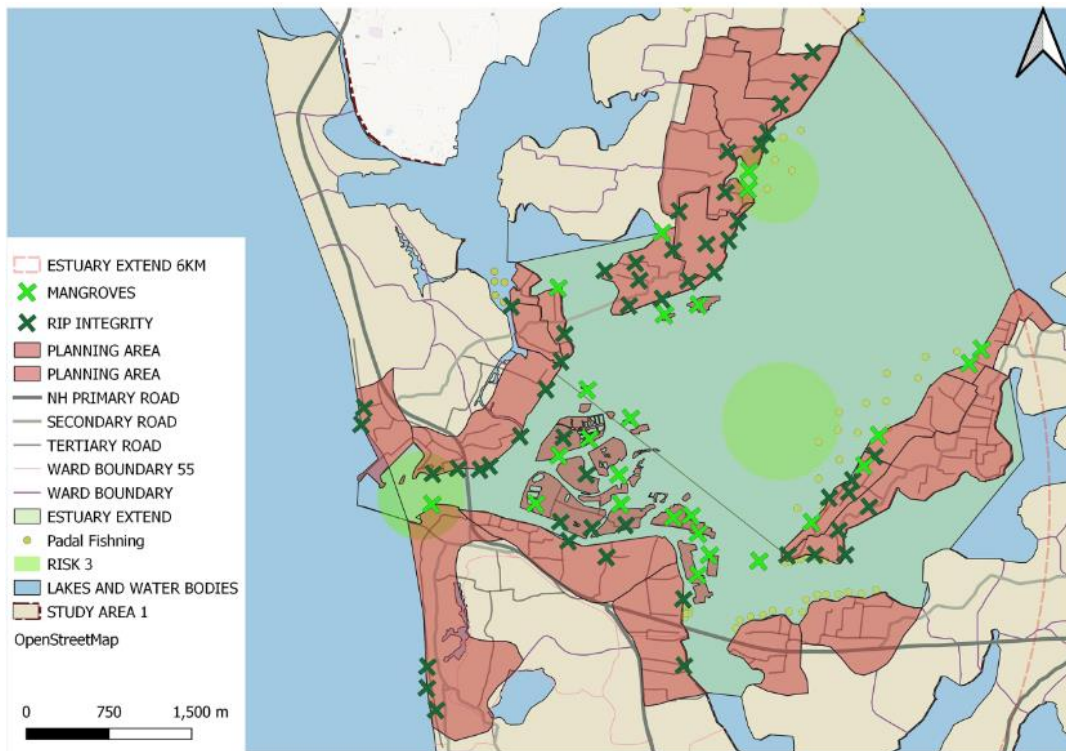 ESTUARY EXTEND 6KM
MANGROVES
RIP INTEGRITY
PLANNING AREA
PLANNING AREA
NH PRIMARY ROAD
SECONDARY ROAD
TERTIARY ROAD
WARD BOUNDARY 55
WARD BOUNDARY
ESTUARY EXTEND
Padal Fishning
RISK 3
LAKES AND WATER BODIES
STUDY AREA 1
OpenStreetMap
0 750 1,500 m